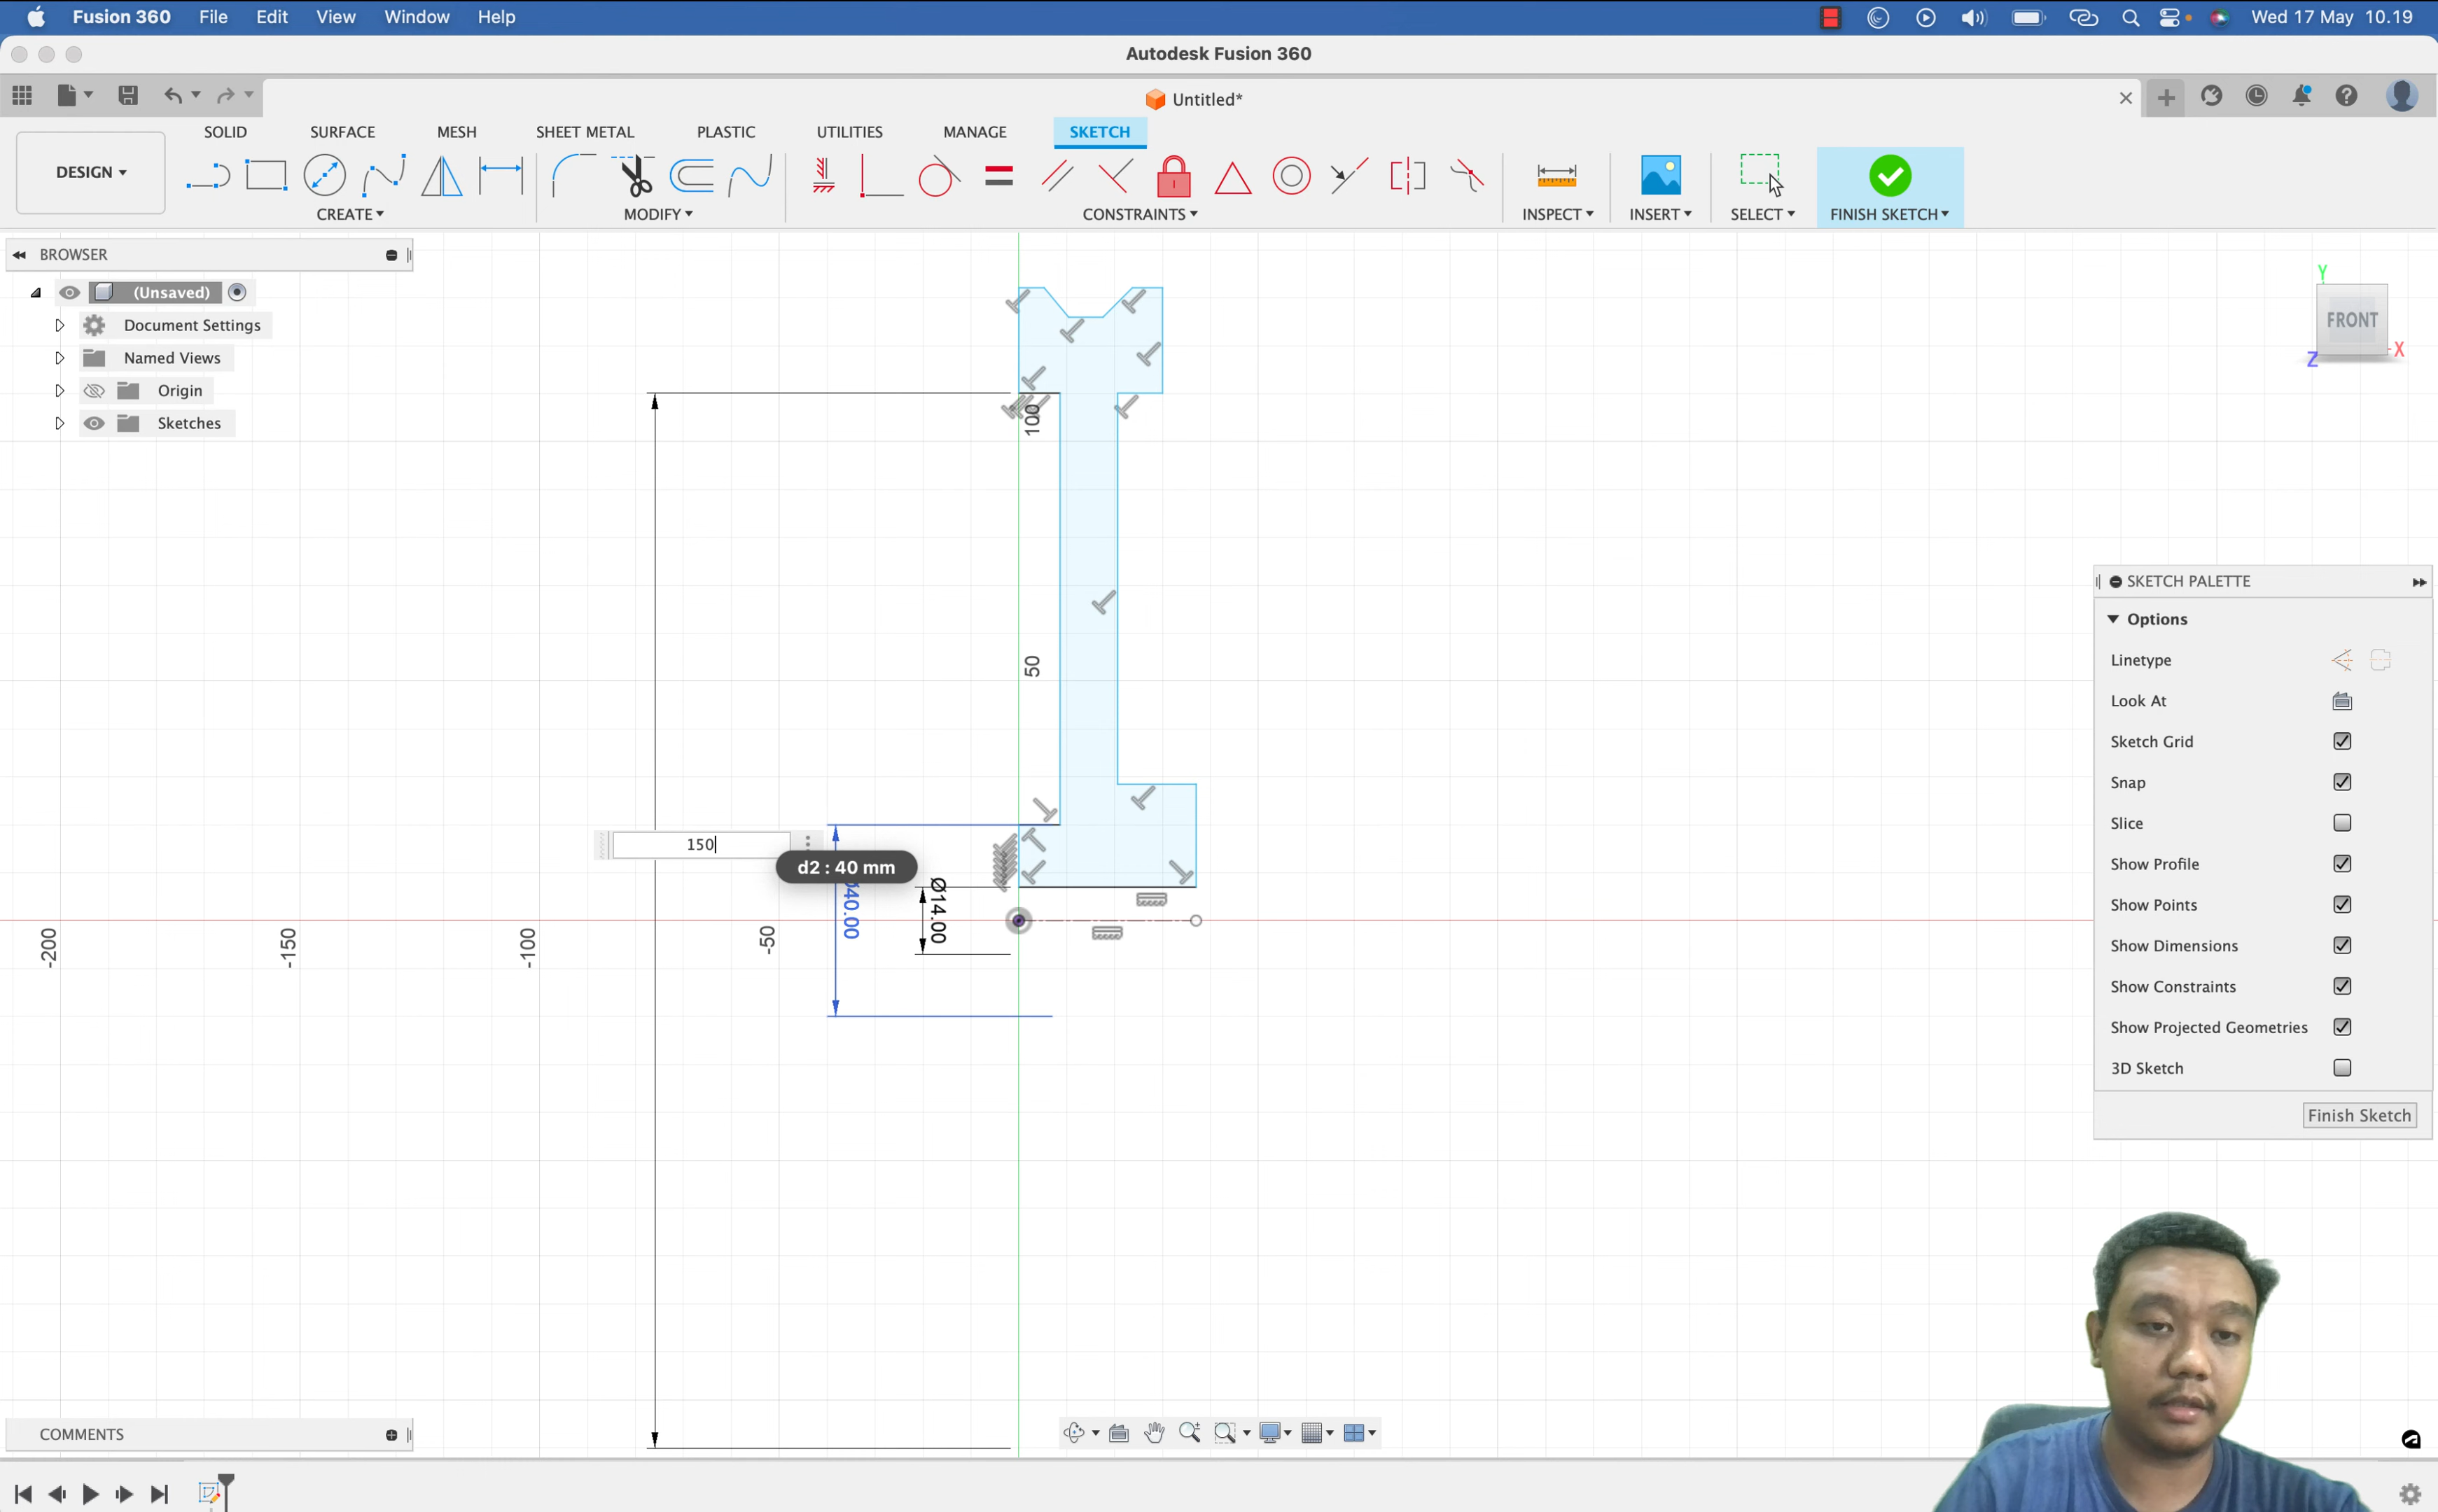 Fusion 360 File Edit View Window Help Wed 17 May 10.19
Autodesk Fusion 360
Untitled*
SOLID SURFACE MESH SHEET METAL PLASTIC UTILITIES MANAGE SKETCH
DESIGN
CREATE MODIFY CONSTRAINTS INSPECT INSERT SELECT FINISH SKETCH
BROWSER
(Unsaved)
Document Settings
Named Views
Origin
Sketches
Y
FRONT
X
Z
100
50
150
d2 : 40 mm
Ø40.00
Ø14.00
-200
-150
-100
-50
SKETCH PALETTE
Options
Linetype
Look At
Sketch Grid
Snap
Slice
Show Profile
Show Points
Show Dimensions
Show Constraints
Show Projected Geometries
3D Sketch
Finish Sketch
COMMENTS